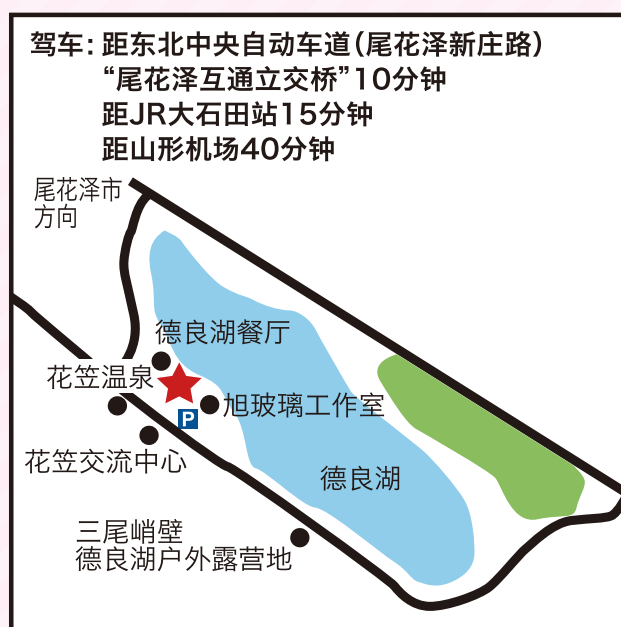 驾车：距东北中央自动车道（尾花泽新庄路）
“尾花泽互通立交桥”10分钟
距JR大石田站15分钟
距山形机场40分钟
尾花泽市
方向
德良湖餐厅
花笠温泉
P
旭玻璃工作室
花笠交流中心
德良湖
三尾峭壁
德良湖户外露营地